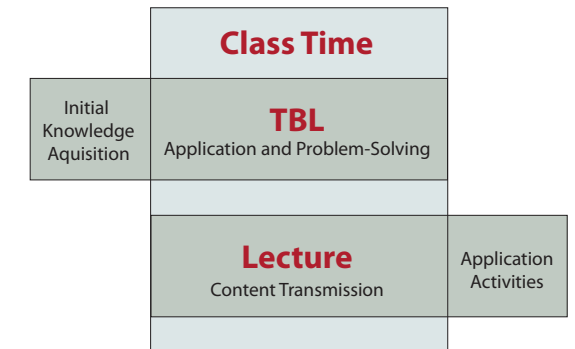 Class Time
Initial
Knowledge
Aquisition
TBL
Application and Problem-Solving
Lecture
Content Transmission
Application
Activities